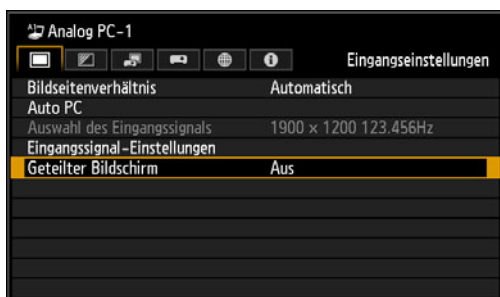 Analog PC-1
Eingangseinstellungen
Bildseitenverhältnis Automatisch
Auto PC
Auswahl des Eingangssignals 1900 × 1200 123.456Hz
Eingangssignal-Einstellungen
Geteilter Bildschirm Aus